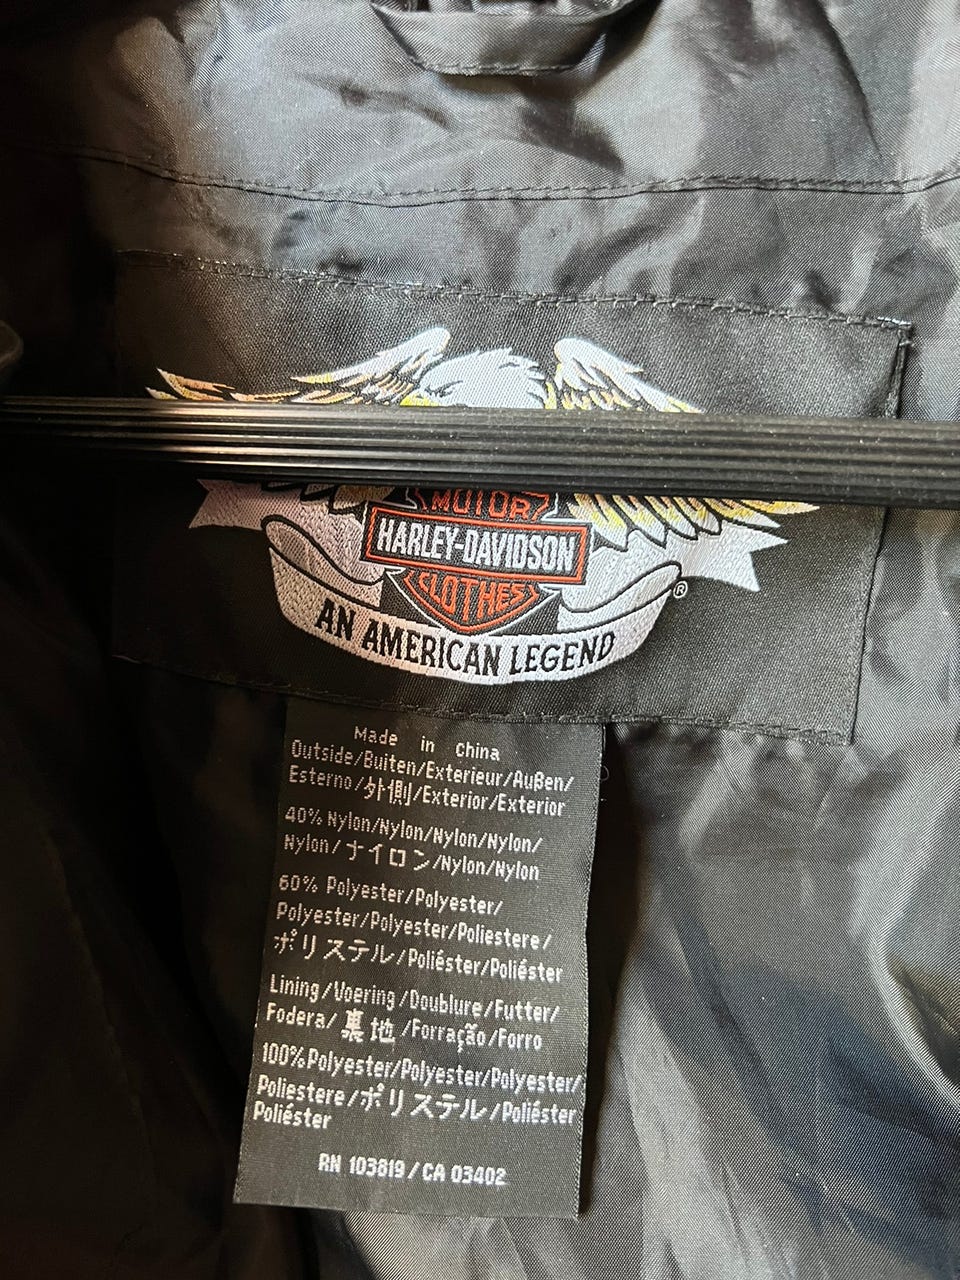 MOTOR
HARLEY-DAVIDSON
CLOTHES
®
AN AMERICAN LEGEND
Made in China
Outside/Buiten/Exterieur/Außen/
Esterno/外側/Exterior/Exterior
40% Nylon/Nylon/Nylon/Nylon/
Nylon/ナイロン/Nylon/Nylon
60% Polyester/Polyester/
Polyester/Polyester/Poliestere/
ポリステル/Poliéster/Poliéster
Lining/Voering/Doublure/Futter/
Fodera/裏地/Forração/Forro
100%Polyester/Polyester/Polyester/
Poliestere/ポリステル/Poliéster
Poliéster
RN 103819/CA 03402